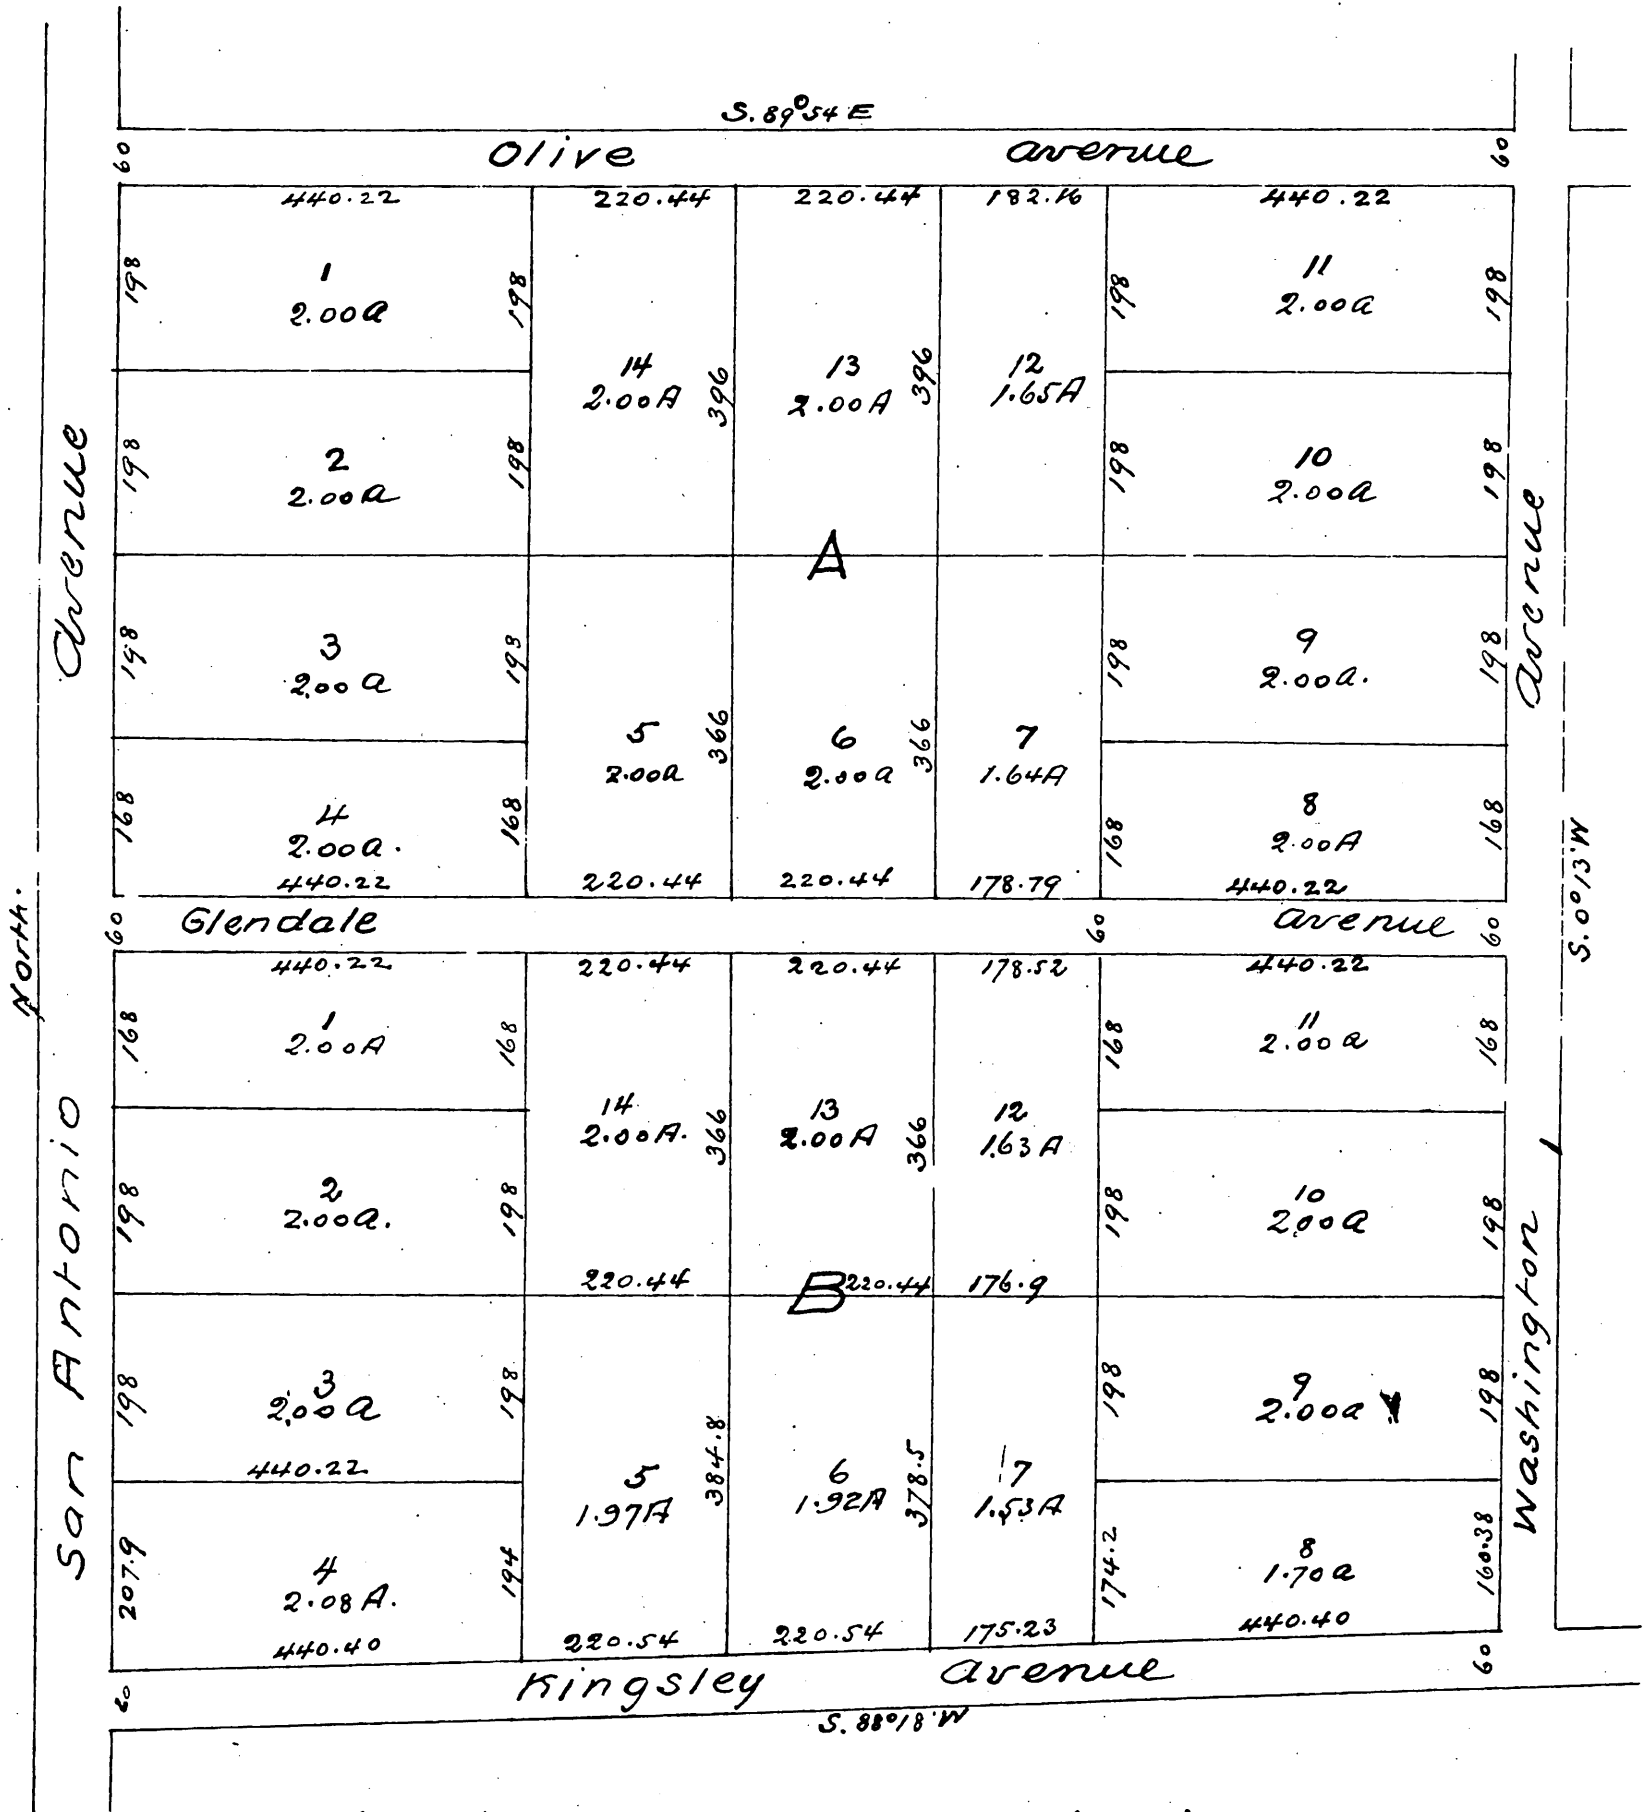 S. 89°54 E
Olive avenue
60 60
440.22 220.44 220.44 182.16 440.22
198 1 198 198 11 198
2.00a 2.00a
14 396 13 396 12
2.00A 2.00A 1.65A
198 2 198 198 10 198
2.00a 2.00a
A
198 3 193 198 9 198
2.00 a 2.00a.
5 366 6 366 7
2.00a 2.00a 1.64A
168 4 168 168 8 168
2.00a. 2.00A
440.22 220.44 220.44 178.79 440.22
60 Glendale 60 avenue 60
440.22 220.44 220.44 178.52 440.22
168 1 168 168 11 168
2.00A 2.00a
14 366 13 366 12
2.00A. 2.00A 1.63A
198 2 198 198 10 198
2.00a. 2.00a
220.44 B 220.44 176.9
198 3 198 198 9 198
2.00a 2.00a
440.22
5 384.8 6 378.5 7
1.97A 1.92A 1.53A
207.9 4 194 174.2 8 160.38
2.08A. 1.70a
440.40 220.54 220.54 175.23 440.40
Kingsley avenue
60
S. 88°18'W
North.
San Antonio Avenue
Washington Avenue
S. 0°13'W